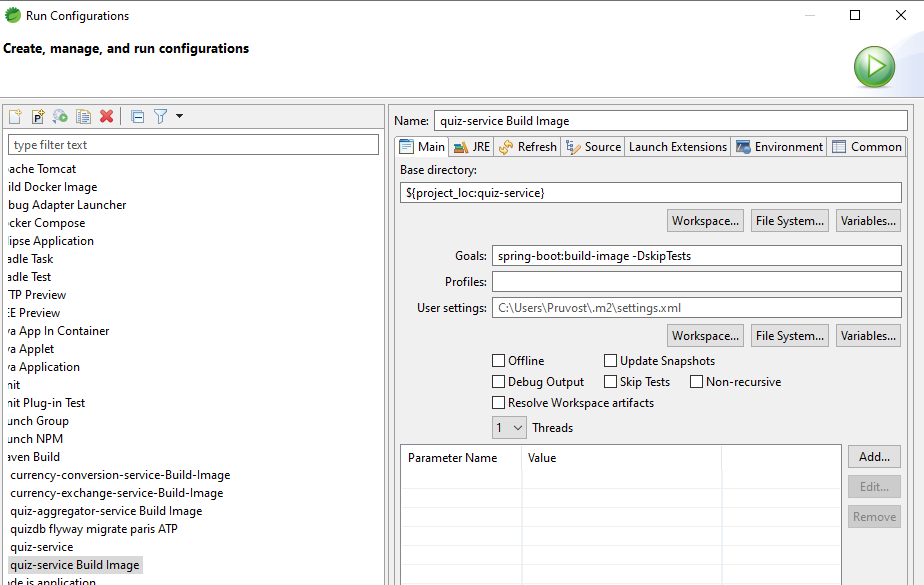 Run Configurations
Create, manage, and run configurations
type filter text
ache Tomcat
ild Docker Image
bug Adapter Launcher
cker Compose
lipse Application
adle Task
adle Test
TP Preview
EE Preview
va App In Container
va Applet
va Application
nit
nit Plug-in Test
unch Group
unch NPM
aven Build
currency-conversion-service-Build-Image
currency-exchange-service-Build-Image
quiz-aggregator-service Build Image
quizdb flyway migrate paris ATP
quiz-service
quiz-service Build Image
de.js application
Name: quiz-service Build Image
Main JRE Refresh Source Launch Extensions Environment Common
Base directory:
${project_loc:quiz-service}
Workspace... File System... Variables...
Goals: spring-boot:build-image -DskipTests
Profiles:
User settings: C:\Users\Pruvost\.m2\settings.xml
Workspace... File System... Variables...
Offline Update Snapshots
Debug Output Skip Tests Non-recursive
Resolve Workspace artifacts
1 Threads
Parameter Name Value
Add...
Edit...
Remove